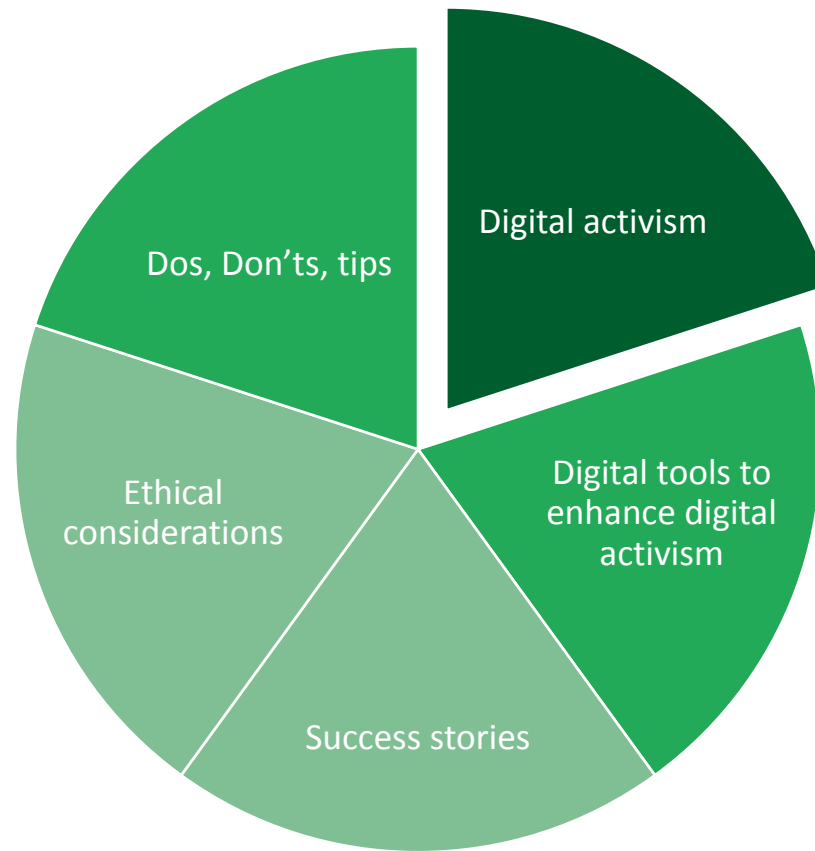 Digital activism
Digital tools to
enhance digital
activism
Success stories
Ethical
considerations
Dos, Don’ts, tips